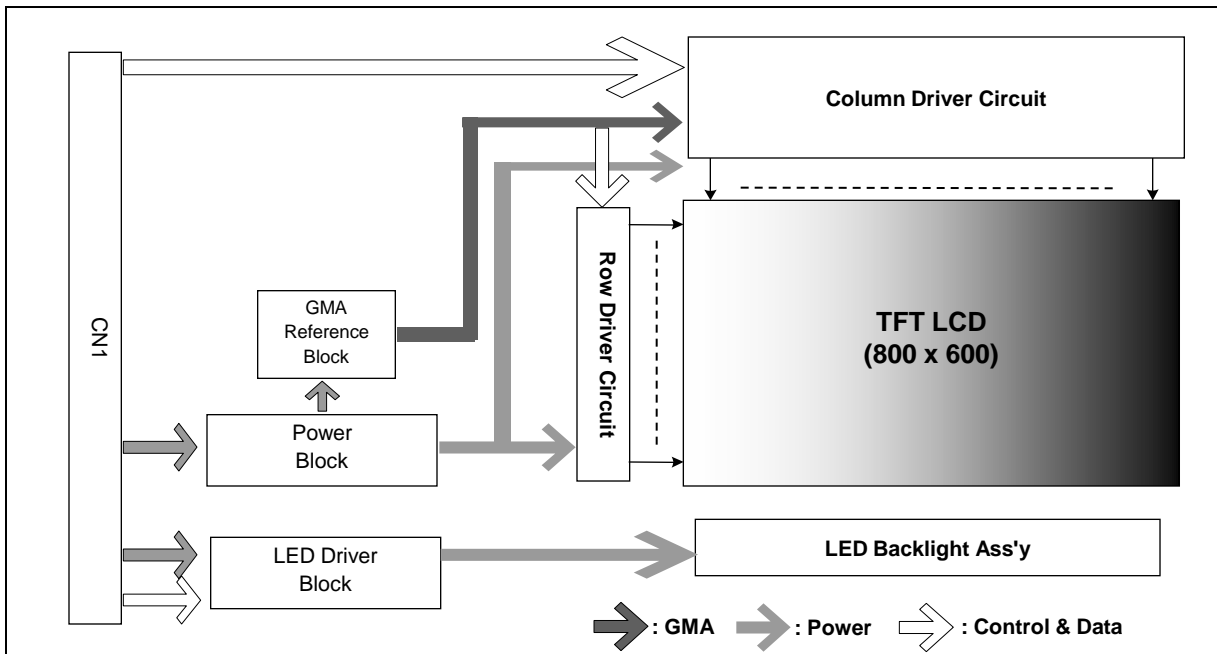 Column Driver Circuit
CN1
GMA
Reference
Block
Row Driver Circuit
TFT LCD
(800 x 600)
Power
Block
LED Driver
Block
LED Backlight Ass'y
: GMA
: Power
: Control & Data